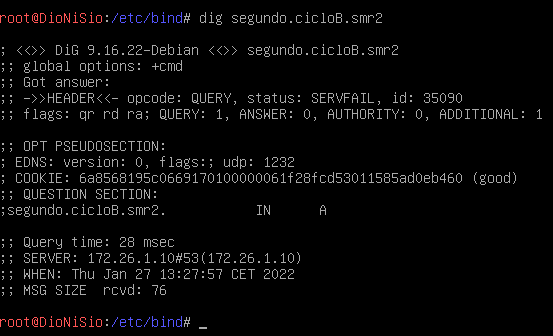 root@DioNiSio:/etc/bind# dig segundo.cicloB.smr2
; <<>> DiG 9.16.22-Debian <<>> segundo.cicloB.smr2
;; global options: +cmd
;; Got answer:
;; ->>HEADER<<- opcode: QUERY, status: SERVFAIL, id: 35090
;; flags: qr rd ra; QUERY: 1, ANSWER: 0, AUTHORITY: 0, ADDITIONAL: 1
;; OPT PSEUDOSECTION:
; EDNS: version: 0, flags:; udp: 1232
; COOKIE: 6a8568195c0669170100000061f28fcd53011585ad0eb460 (good)
;; QUESTION SECTION:
;segundo.cicloB.smr2. IN A
;; Query time: 28 msec
;; SERVER: 172.26.1.10#53(172.26.1.10)
;; WHEN: Thu Jan 27 13:27:57 CET 2022
;; MSG SIZE rcvd: 76
root@DioNiSio:/etc/bind# _